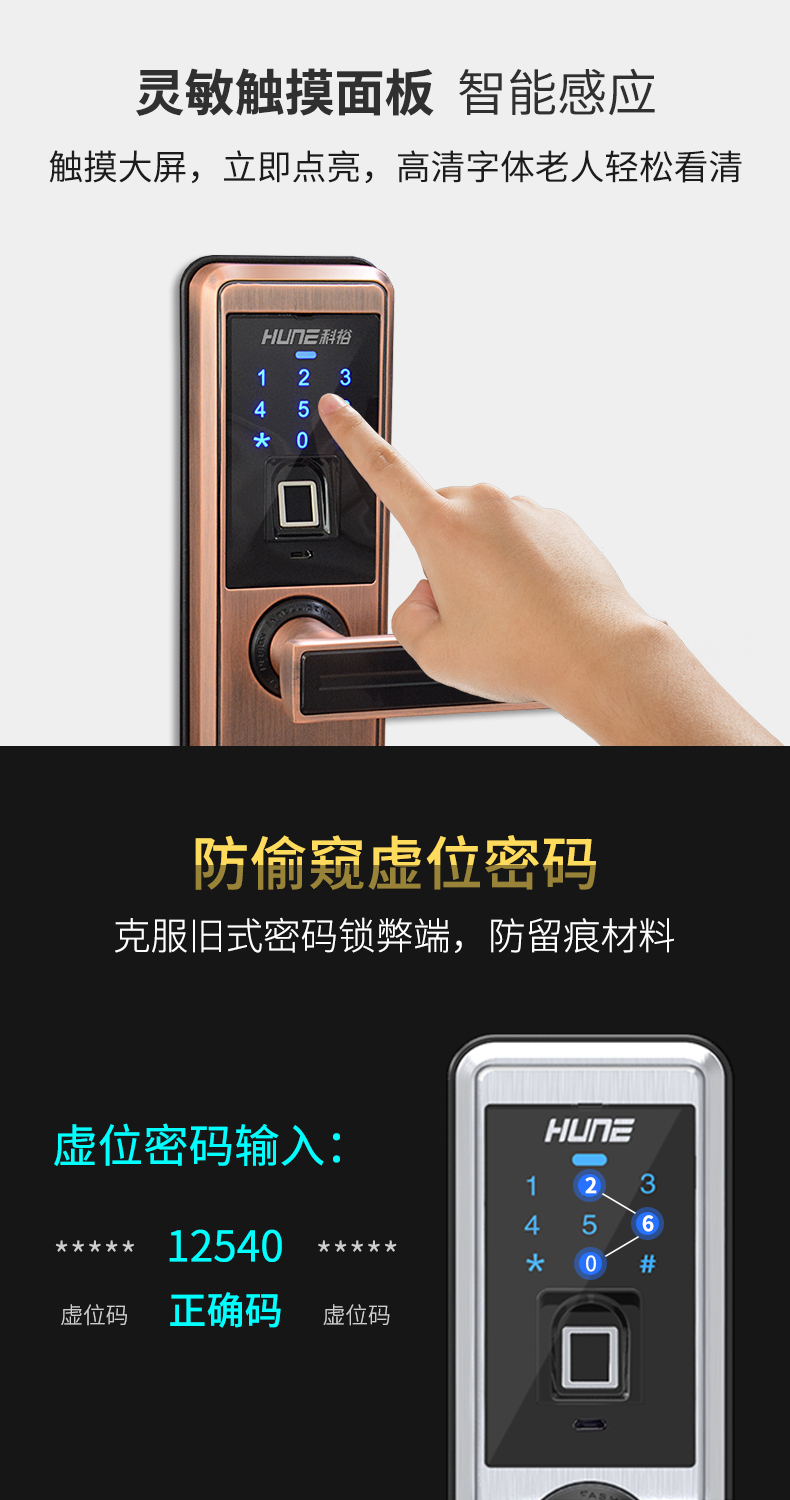 灵敏触摸面板 智能感应
触摸大屏，立即点亮，高清字体老人轻松看清
HUNE科裕
1 2 3
4 5
* 0
防偷窥虚位密码
克服旧式密码锁弊端，防留痕材料
虚位密码输入：
***** 12540 *****
虚位码 正确码 虚位码
HUNE
1 2 3
4 5 6
* 0 #